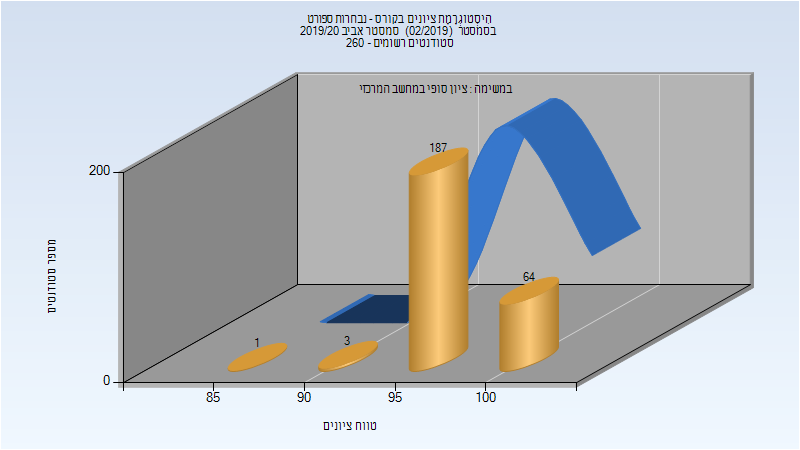 היסטוגרמת ציונים בקורס - נבחרות ספורט
בסמסטר (02/2019) סמסטר אביב 2019/20
סטודנטים רשומים - 260
במשימה : ציון סופי במחשב המרכזי
187
200
64
מספר סטודנטים
1
3
0
85
90
95
100
טווח ציונים